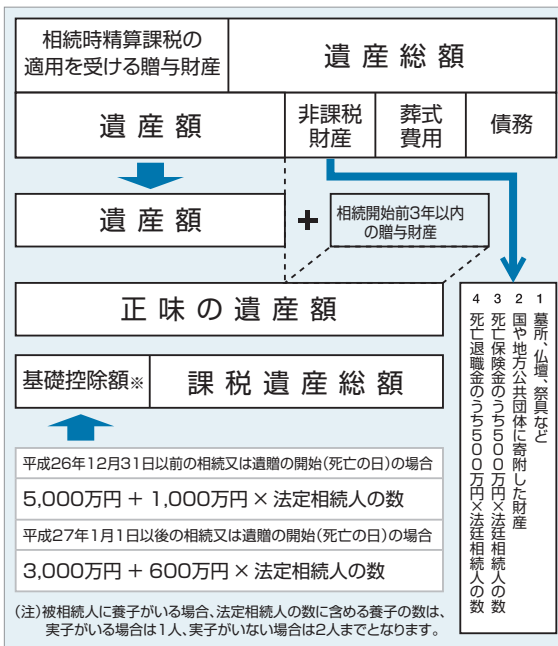 相続時精算課税の
適用を受ける贈与財産
遺産総額
遺産額
非課税
財産
葬式
費用
債務
遺産額
+
相続開始前3年以内
の贈与財産
正味の遺産額
基礎控除額※
課税遺産総額
平成26年12月31日以前の相続又は遺贈の開始(死亡の日)の場合
5,000万円 + 1,000万円 × 法定相続人の数
平成27年1月1日以後の相続又は遺贈の開始(死亡の日)の場合
3,000万円 + 600万円 × 法定相続人の数
1 墓所、仏壇、祭具など
2 国や地方公共団体に寄附した財産
3 死亡保険金のうち500万円×法廷相続人の数
4 死亡退職金のうち500万円×法廷相続人の数
(注)被相続人に養子がいる場合、法定相続人の数に含める養子の数は、
実子がいる場合は1人、実子がいない場合は2人までとなります。